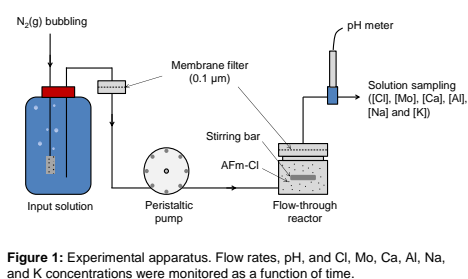 N₂(g) bubbling
pH meter
Membrane filter
(0.1 µm)
Solution sampling
([Cl], [Mo], [Ca], [Al],
[Na] and [K])
Stirring bar
AFm-Cl
Input solution
Peristaltic
pump
Flow-through
reactor
Figure 1: Experimental apparatus. Flow rates, pH, and Cl, Mo, Ca, Al, Na,
and K concentrations were monitored as a function of time.